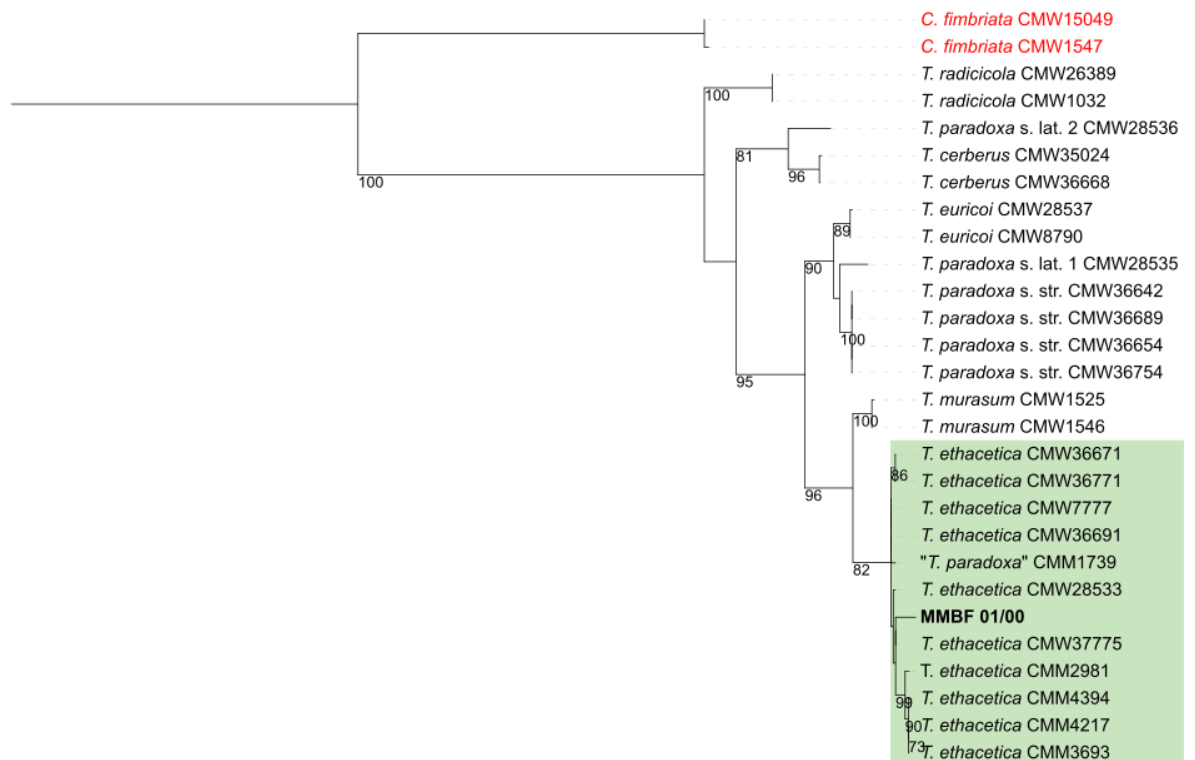 C. fimbriata CMW15049
C. fimbriata CMW1547
T. radicicola CMW26389
100
T. radicicola CMW1032
T. paradoxa s. lat. 2 CMW28536
81
T. cerberus CMW35024
96
T. cerberus CMW36668
100
T. euricoi CMW28537
89
T. euricoi CMW8790
90
T. paradoxa s. lat. 1 CMW28535
T. paradoxa s. str. CMW36642
T. paradoxa s. str. CMW36689
100
T. paradoxa s. str. CMW36654
T. paradoxa s. str. CMW36754
95
T. murasum CMW1525
100
T. murasum CMW1546
T. ethacetica CMW36671
86
T. ethacetica CMW36771
96
T. ethacetica CMW7777
T. ethacetica CMW36691
"T. paradoxa" CMM1739
82
T. ethacetica CMW28533
MMBF 01/00
T. ethacetica CMW37775
T. ethacetica CMM2981
99
T. ethacetica CMM4394
90
T. ethacetica CMM4217
73
T. ethacetica CMM3693